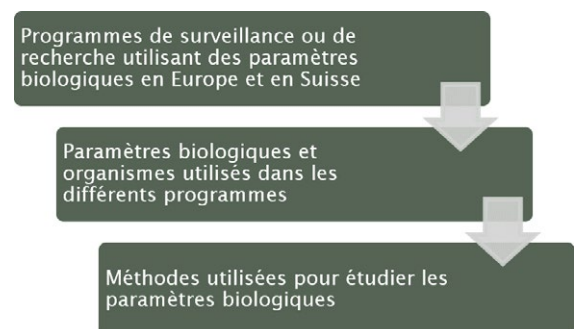 Programmes de surveillance ou de
recherche utilisant des paramètres
biologiques en Europe et en Suisse
Paramètres biologiques et
organismes utilisés dans les
différents programmes
Méthodes utilisées pour étudier les
paramètres biologiques